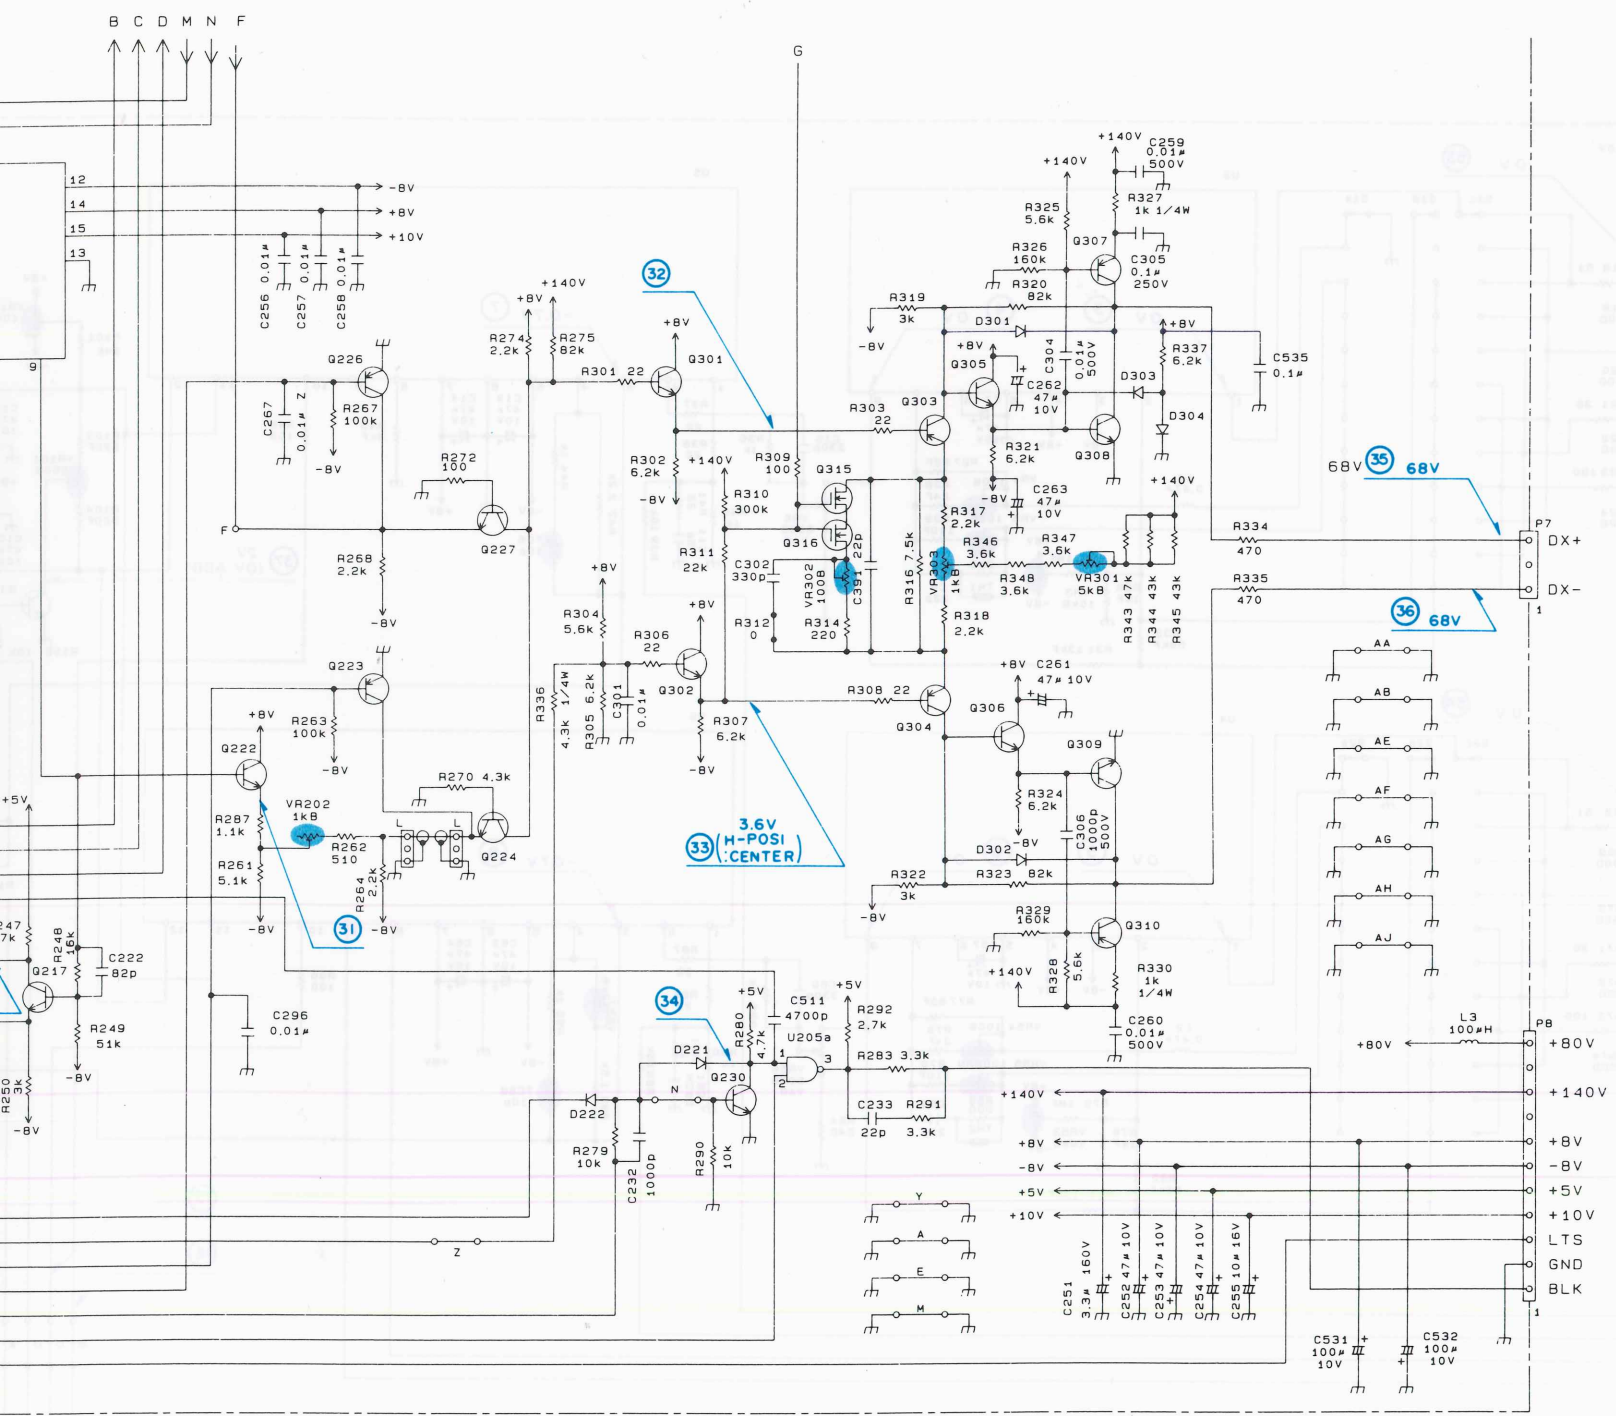 B C D M N F
G
12
14
15
13
9
-8V
+8V
+10V
C256 0.01µ
C257 0.01µ
C258 0.01µ
+140V
C259
0.01µ
500V
+140V
R327
1k 1/4W
R325
5.6k
Q307
R326
160k
C305
0.1µ
250V
R320
82k
R319
3k
-8V
D301
+8V
Q305
C304
0.01µ
500V
+8V
R337
6.2k
C535
0.1µ
D303
D304
C262
47µ
10V
Q308
R321
6.2k
-8V
C263
47µ
10V
32
+8V
+140V
R274
2.2k
R275
82k
+8V
Q301
R301 22
R303
22
Q303
Q226
C267
0.01µ Z
R267
100k
-8V
R272
100
Q227
F
R268
2.2k
-8V
R302
6.2k
-8V
+140V
R309
100
R310
300k
R311
22k
Q315
Q316
C302
330p
R312
0
VR302
100B
R314
220
C391 22p
R316 7.5k
VR303
1kB
R317
2.2k
R346
3.6k
R348
3.6k
R347
3.6k
VR301
5kB
R343 47k
R344 43k
R345 43k
+140V
R318
2.2k
68V 35 68V
P7
R334
470
DX+
R335
470
DX-
1
36 68V
+8V
R304
5.6k
R306
22
+8V
Q302
R336
4.3k 1/4W
R305 6.2k
C301
0.01µ
R307
6.2k
-8V
R308 22
Q304
+8V
C261
47µ 10V
Q306
Q309
R324
6.2k
-8V
C306
1000p
500V
D302
R323 82k
R322
3k
-8V
R329
160k
Q310
+140V
R328
5.6k
R330
1k
1/4W
C260
0.01µ
500V
Q223
R263
100k
-8V
+8V
Q222
VR202
1kB
R287
1.1k
R262
510
R261
5.1k
-8V
R264
2.2k
-8V
L
L
R270 4.3k
Q224
31
3.6V
33 (H-POSI
:CENTER)
AA
AB
AE
AF
AG
AH
AJ
+5V
247
7k
R248
16k
C222
82p
Q217
R249
51k
-8V
R250
3k
-8V
C296
0.01µ
34
+5V
R280
4.7k
C511
4700p
U205a
1
2
3
+5V
R292
2.7k
R283 3.3k
C233
22p
R291
3.3k
D221
Q230
N
D222
R279
10k
C232
1000p
R290
10k
Z
Y
A
E
M
L3
100µH
P8
+80V
+80V
+140V
+140V
+8V
+8V
-8V
-8V
+5V
+5V
+10V
+10V
LTS
GND
BLK
1
C251
3.3µ 160V
C252 47µ 10V
C253 47µ 10V
C254 47µ 10V
C255 10µ 16V
C531
100µ
10V
C532
100µ
10V